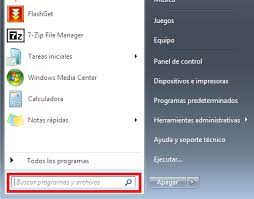 FlashGet
7-Zip File Manager
Tareas iniciales
Windows Media Center
Calculadora
Notas rápidas
Todos los programas
Buscar programas y archivos
Juegos
Equipo
Panel de control
Dispositivos e impresoras
Programas predeterminados
Herramientas administrativas
Ayuda y soporte técnico
Ejecutar...
Apagar